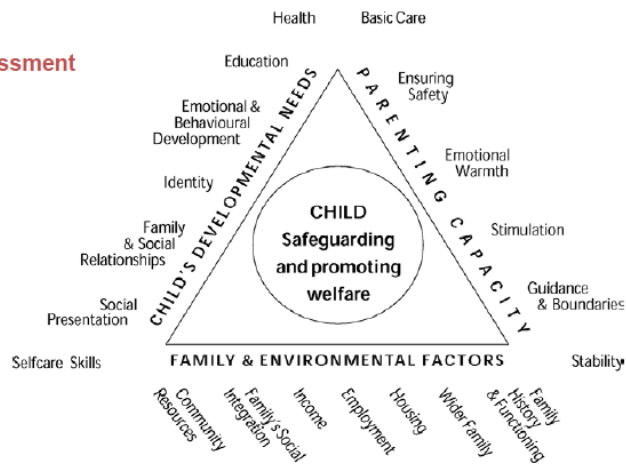 Health
Basic Care
ssessment
Education
Ensuring
Safety
Emotional &
Behavioural
Development
Emotional
Warmth
Identity
Stimulation
Family
& Social
Relationships
Guidance
& Boundaries
Social
Presentation
Selfcare Skills
Stability
CHILD'S DEVELOPMENTAL NEEDS
PARENTING CAPACITY
CHILD
Safeguarding
and promoting
welfare
FAMILY & ENVIRONMENTAL FACTORS
Community
Resources
Family's Social
Integration
Income
Employment
Housing
Wider Family
Family
History
& Functioning